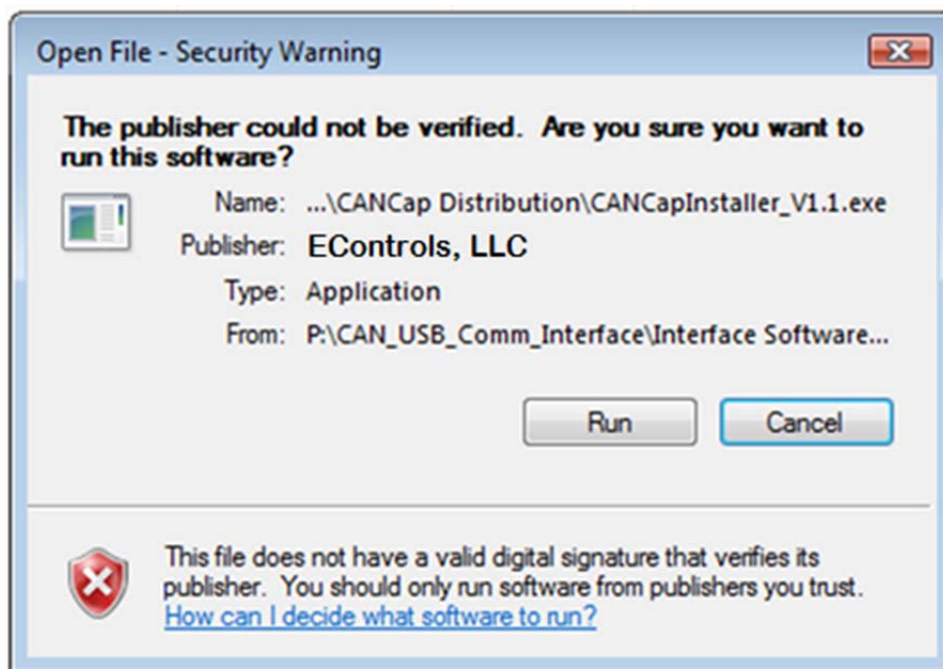 Open File - Security Warning
The publisher could not be verified.  Are you sure you want to
run this software?
Name: ...\CANCap Distribution\CANCapInstaller_V1.1.exe
Publisher: EControls, LLC
Type: Application
From: P:\CAN_USB_Comm_Interface\Interface Software...
Run Cancel
This file does not have a valid digital signature that verifies its
publisher.  You should only run software from publishers you trust.
How can I decide what software to run?